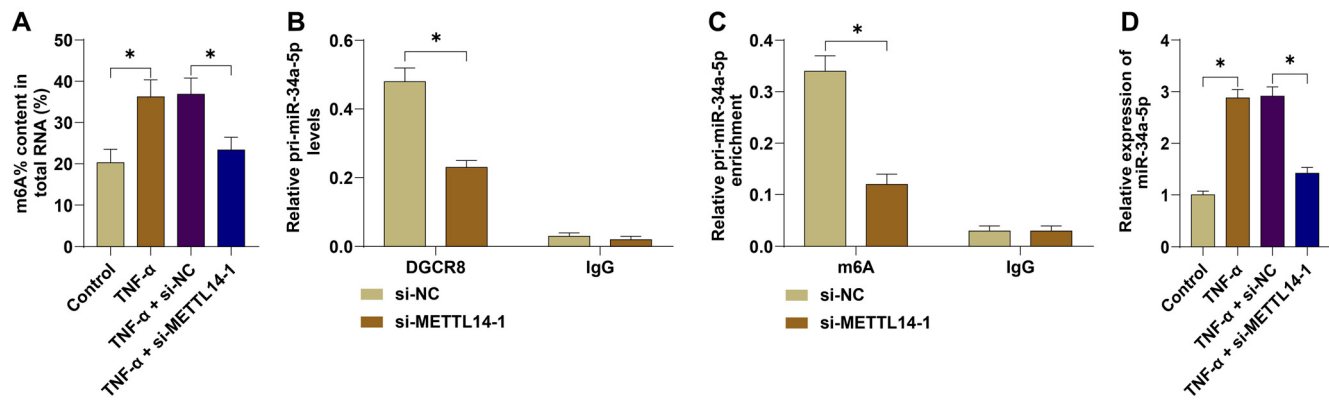 A
m6A% content in
total RNA (%)
50
40
30
20
10
0
*
*
Control
TNF-α
TNF-α + si-NC
TNF-α + si-METTL14-1
B
Relative pri-miR-34a-5p
levels
0.6
0.4
0.2
0.0
*
DGCR8
IgG
si-NC
si-METTL14-1
C
Relative pri-miR-34a-5p
enrichment
0.4
0.3
0.2
0.1
0.0
*
m6A
IgG
si-NC
si-METTL14-1
D
Relative expression of
miR-34a-5p
4
3
2
1
0
*
*
Control
TNF-α
TNF-α + si-NC
TNF-α + si-METTL14-1